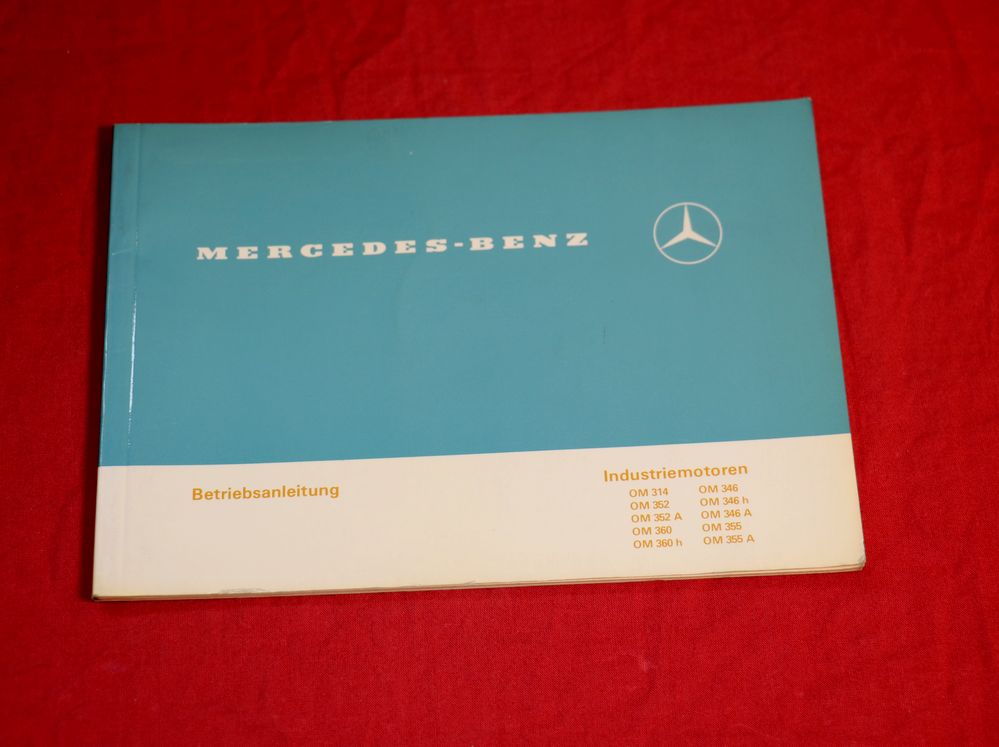 MERCEDES-BENZ
Betriebsanleitung
Industriemotoren
OM 314
OM 352
OM 352 A
OM 360
OM 360 h
OM 346
OM 346 h
OM 346 A
OM 355
OM 355 A